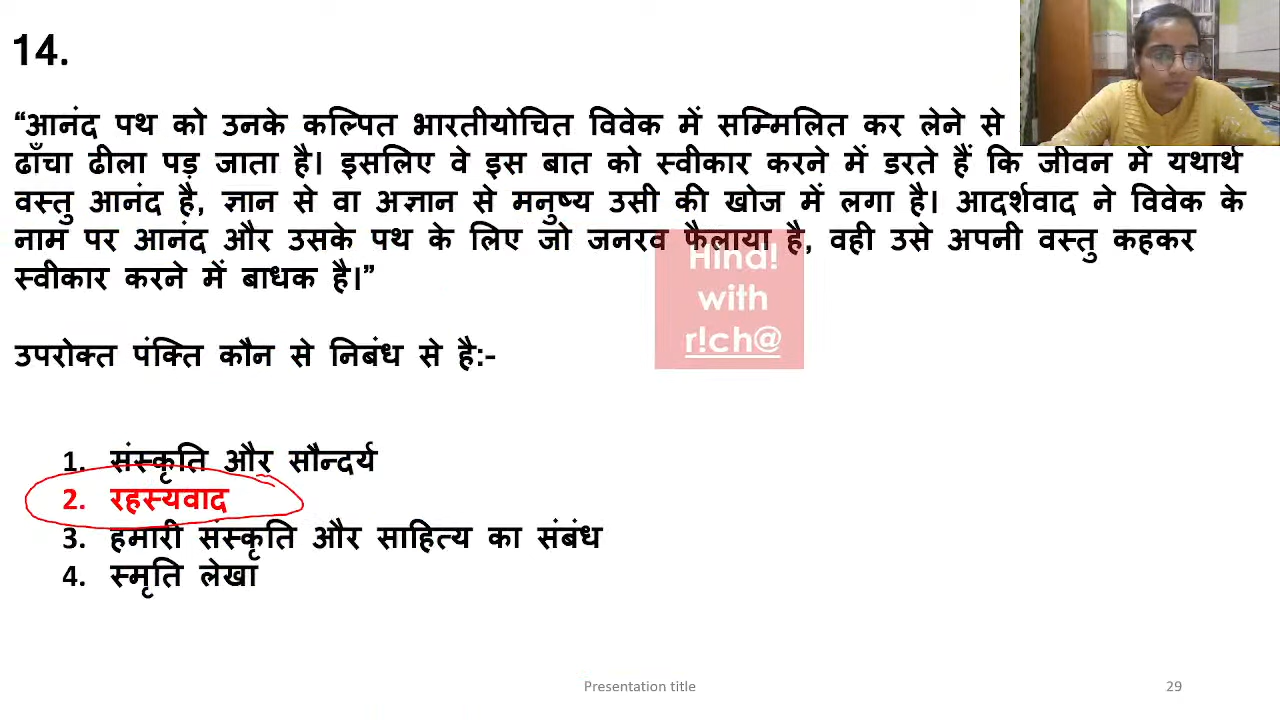 14.
“आनंद पथ को उनके कल्पित भारतीयोचित विवेक में सम्मिलित कर लेने से
ढाँचा ढीला पड़ जाता है। इसलिए वे इस बात को स्वीकार करने में डरते हैं कि जीवन में यथार्थ
वस्तु आनंद है, ज्ञान से वा अज्ञान से मनुष्य उसी की खोज में लगा है। आदर्शवाद ने विवेक के
नाम पर आनंद और उसके पथ के लिए जो जनरव फैलाया है, वही उसे अपनी वस्तु कहकर
स्वीकार करने में बाधक है।”
Hind!
with
r!ch@
उपरोक्त पंक्ति कौन से निबंध से है:-
1. संस्कृति और सौन्दर्य
2. रहस्यवाद
3. हमारी संस्कृति और साहित्य का संबंध
4. स्मृति लेखा
Presentation title
29